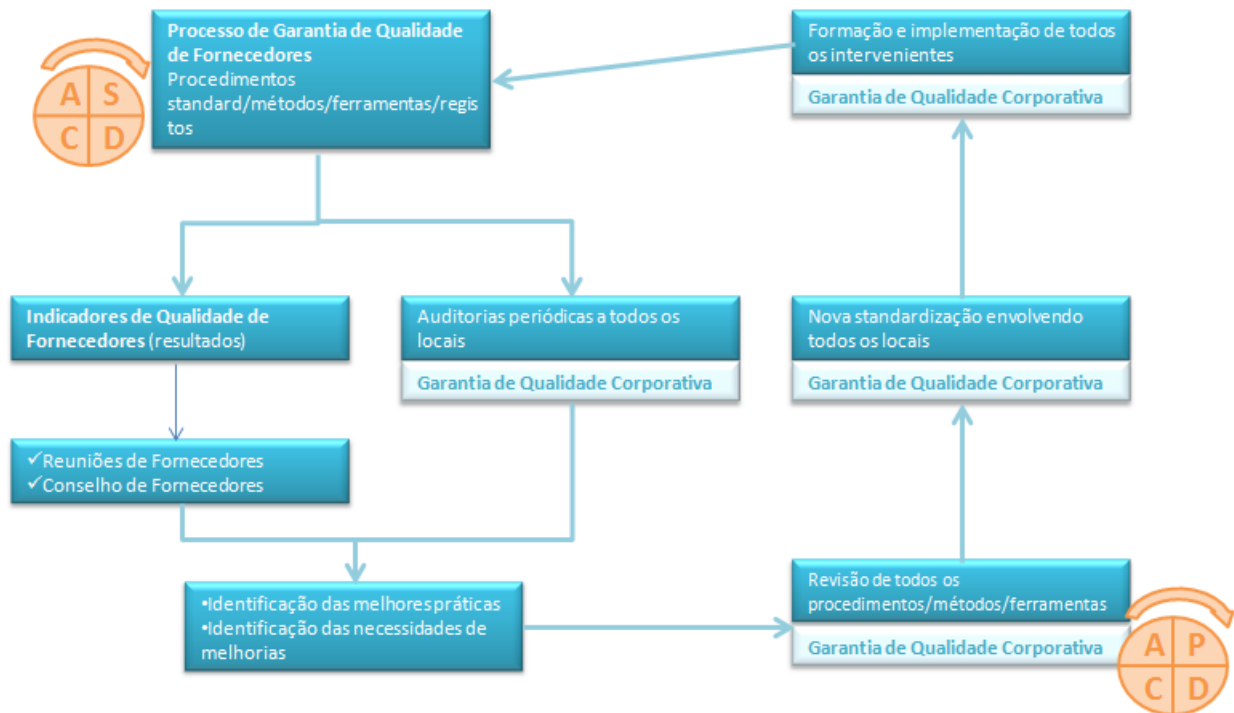 Processo de Garantia de Qualidade
de Fornecedores
Procedimentos
standard/métodos/ferramentas/regis
tos
A S
C D
Formação e implementação de todos
os intervenientes
Garantia de Qualidade Corporativa
Indicadores de Qualidade de
Fornecedores (resultados)
Auditorias periódicas a todos os
locais
Garantia de Qualidade Corporativa
Nova standardização envolvendo
todos os locais
Garantia de Qualidade Corporativa
✓Reuniões de Fornecedores
✓Conselho de Fornecedores
•Identificação das melhores práticas
•Identificação das necessidades de
melhorias
Revisão de todos os
procedimentos/métodos/ferramentas
Garantia de Qualidade Corporativa
A P
C D